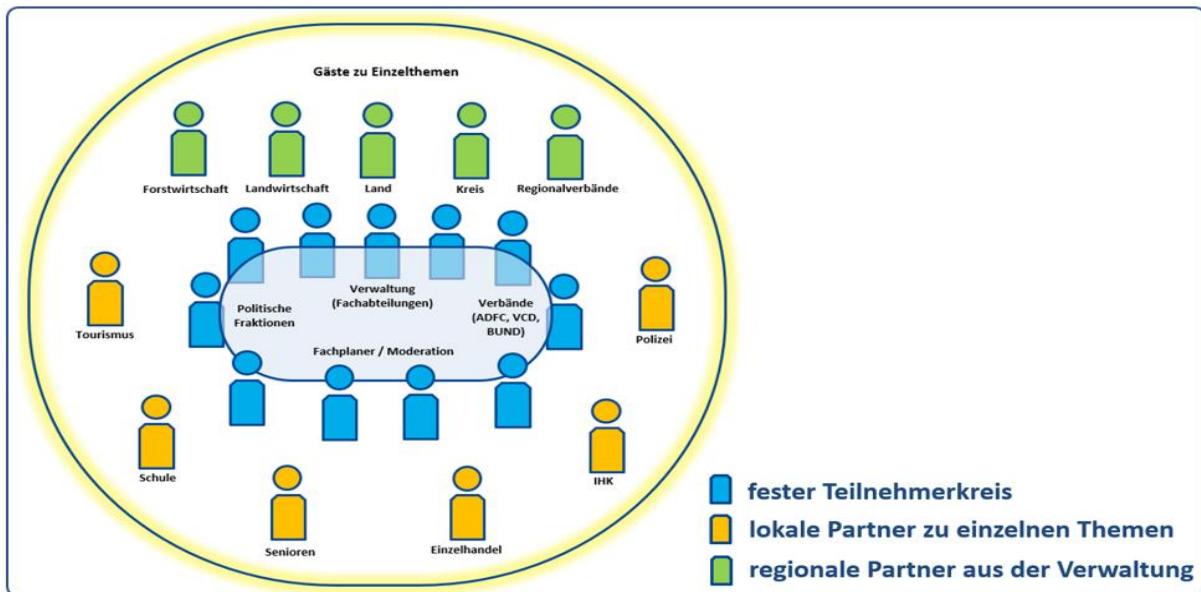 Gäste zu Einzelthemen
Forstwirtschaft
Landwirtschaft
Land
Kreis
Regionalverbände
Politische
Fraktionen
Verwaltung
(Fachabteilungen)
Verbände
(ADFC, VCD,
BUND)
Fachplaner / Moderation
Tourismus
Polizei
Schule
IHK
Senioren
Einzelhandel
fester Teilnehmerkreis
lokale Partner zu einzelnen Themen
regionale Partner aus der Verwaltung